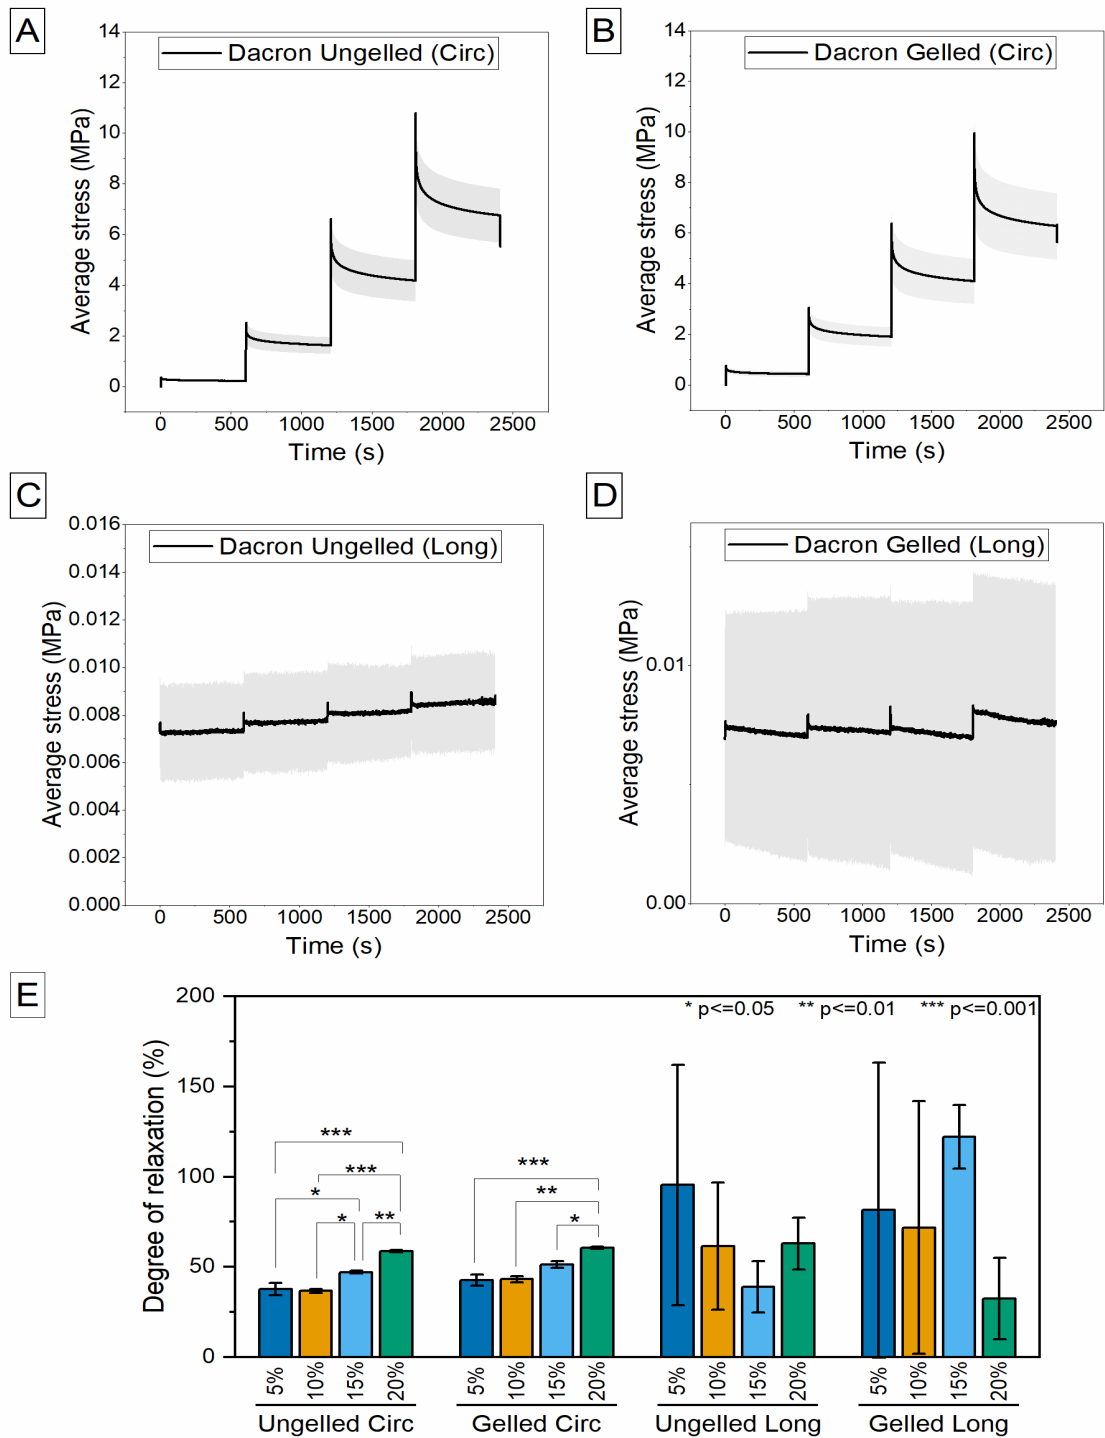 A
Dacron Ungelled (Circ)
Average stress (MPa)
14
12
10
8
6
4
2
0
0 500 1000 1500 2000 2500
Time (s)
B
Dacron Gelled (Circ)
Average stress (MPa)
14
12
10
8
6
4
2
0
0 500 1000 1500 2000 2500
Time (s)
C
Dacron Ungelled (Long)
Average stress (MPa)
0.016
0.014
0.012
0.010
0.008
0.006
0.004
0.002
0.000
0 500 1000 1500 2000 2500
Time (s)
D
Dacron Gelled (Long)
Average stress (MPa)
0.01
0.00
0 500 1000 1500 2000 2500
Time (s)
E
Degree of relaxation (%)
200
150
100
50
0
* p<=0.05 ** p<=0.01 *** p<=0.001
***
***
*
* **
***
**
*
5% 10% 15% 20% 5% 10% 15% 20% 5% 10% 15% 20% 5% 10% 15% 20%
Ungelled Circ Gelled Circ Ungelled Long Gelled Long